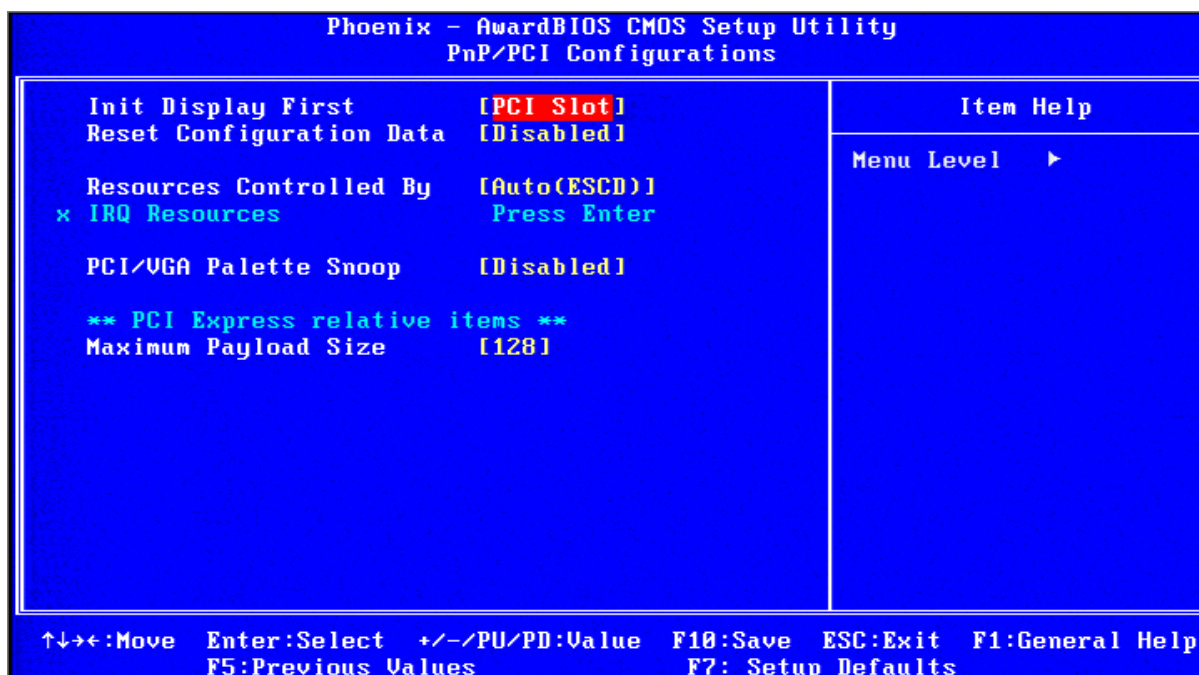 Phoenix - AwardBIOS CMOS Setup Utility
PnP/PCI Configurations
Init Display First [PCI Slot]
Reset Configuration Data [Disabled]
Resources Controlled By [Auto(ESCD)]
x IRQ Resources Press Enter
PCI/VGA Palette Snoop [Disabled]
** PCI Express relative items **
Maximum Payload Size [128]
Item Help
Menu Level ►
↑↓→←:Move Enter:Select +/-/PU/PD:Value F10:Save ESC:Exit F1:General Help
F5:Previous Values F7: Setup Defaults